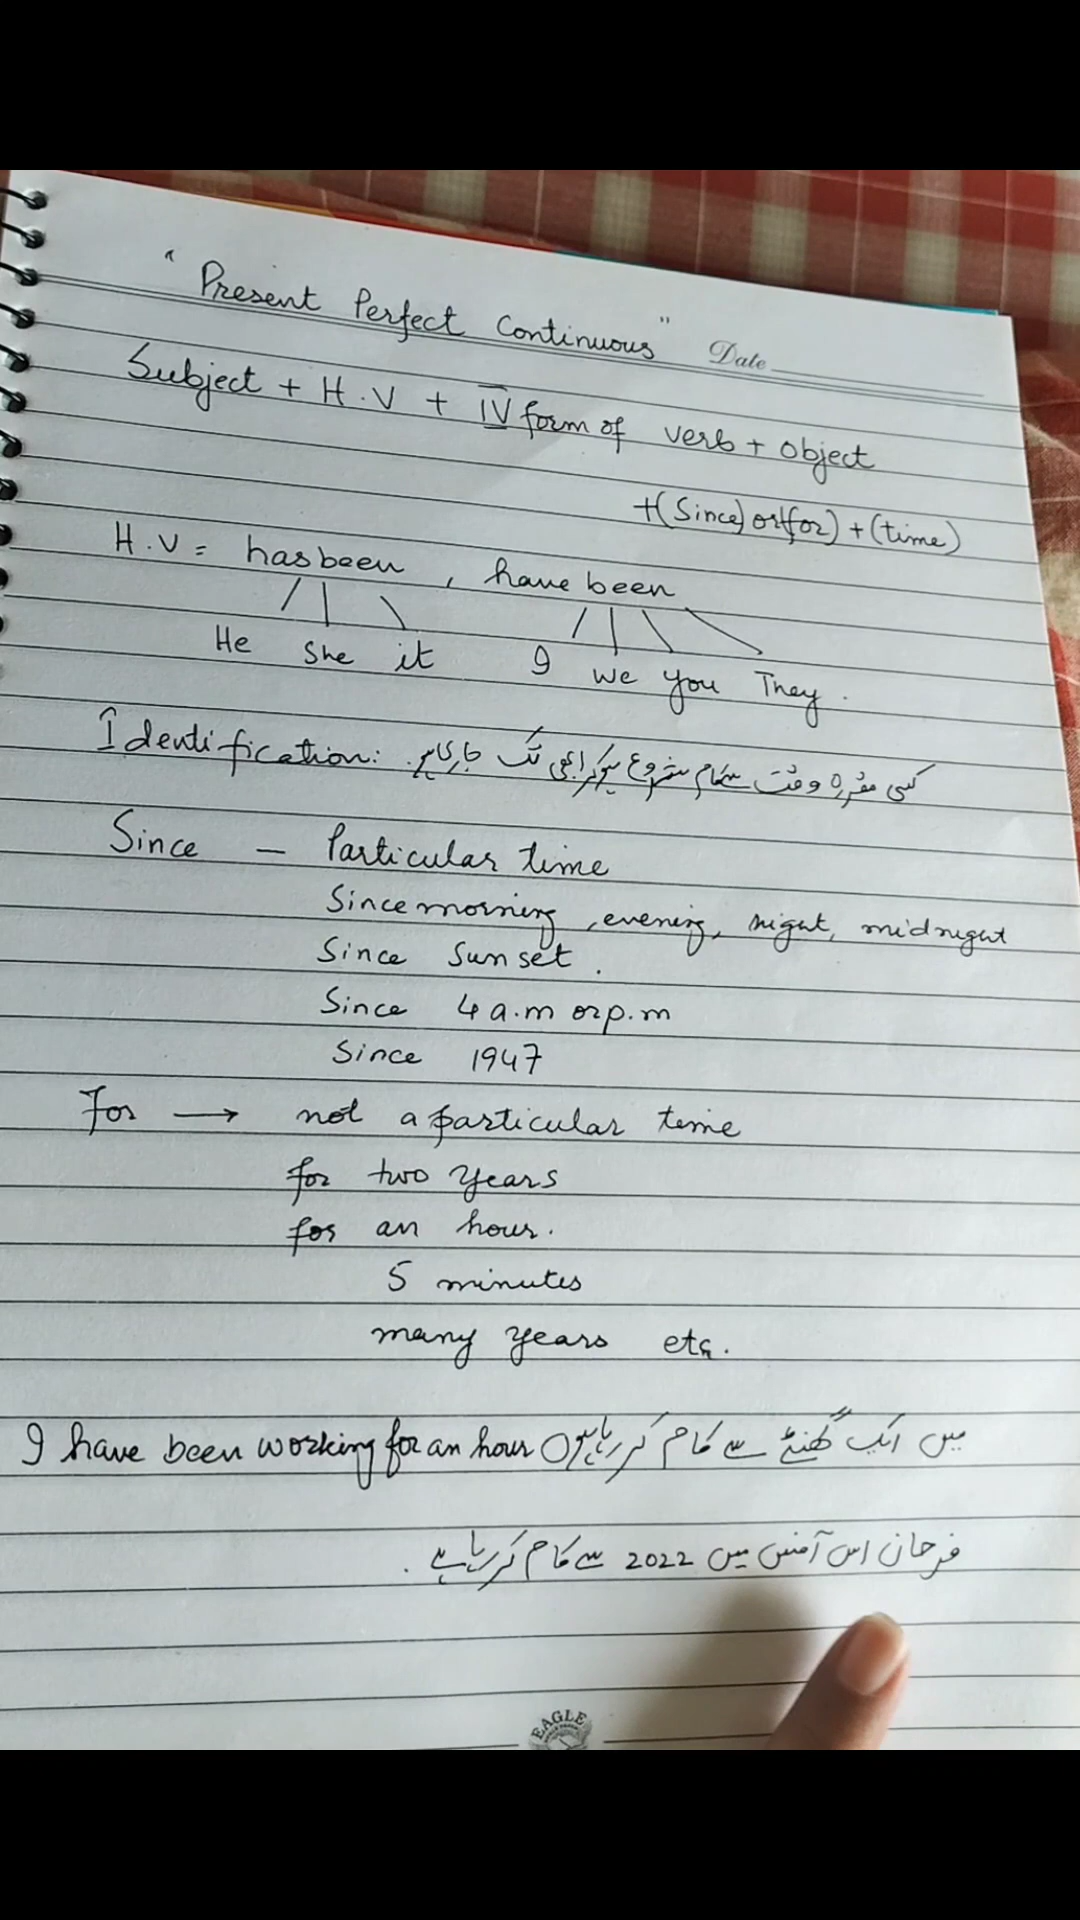 " Present Perfect Continuous "
Date
Subject + H.V + IV form of verb + object
+(Since) or(for) + (time)
H.V = has been , have been
He she it I we you They.
Identification: کسی مقررہ وقت سے کام شروع ہوکر ابھی تک جاری ہے.
Since – Particular time
Since morning, evening, night, midnight
Since sunset.
Since 4 a.m or p.m
Since 1947
For → not a particular time
for two years
for an hour.
5 minutes
many years etc.
I have been working for an hour میں ایک گھنٹے سے کام کر رہا ہوں
فرحان اس آفس میں 2022 سے کام کر رہا ہے.
EAGLE